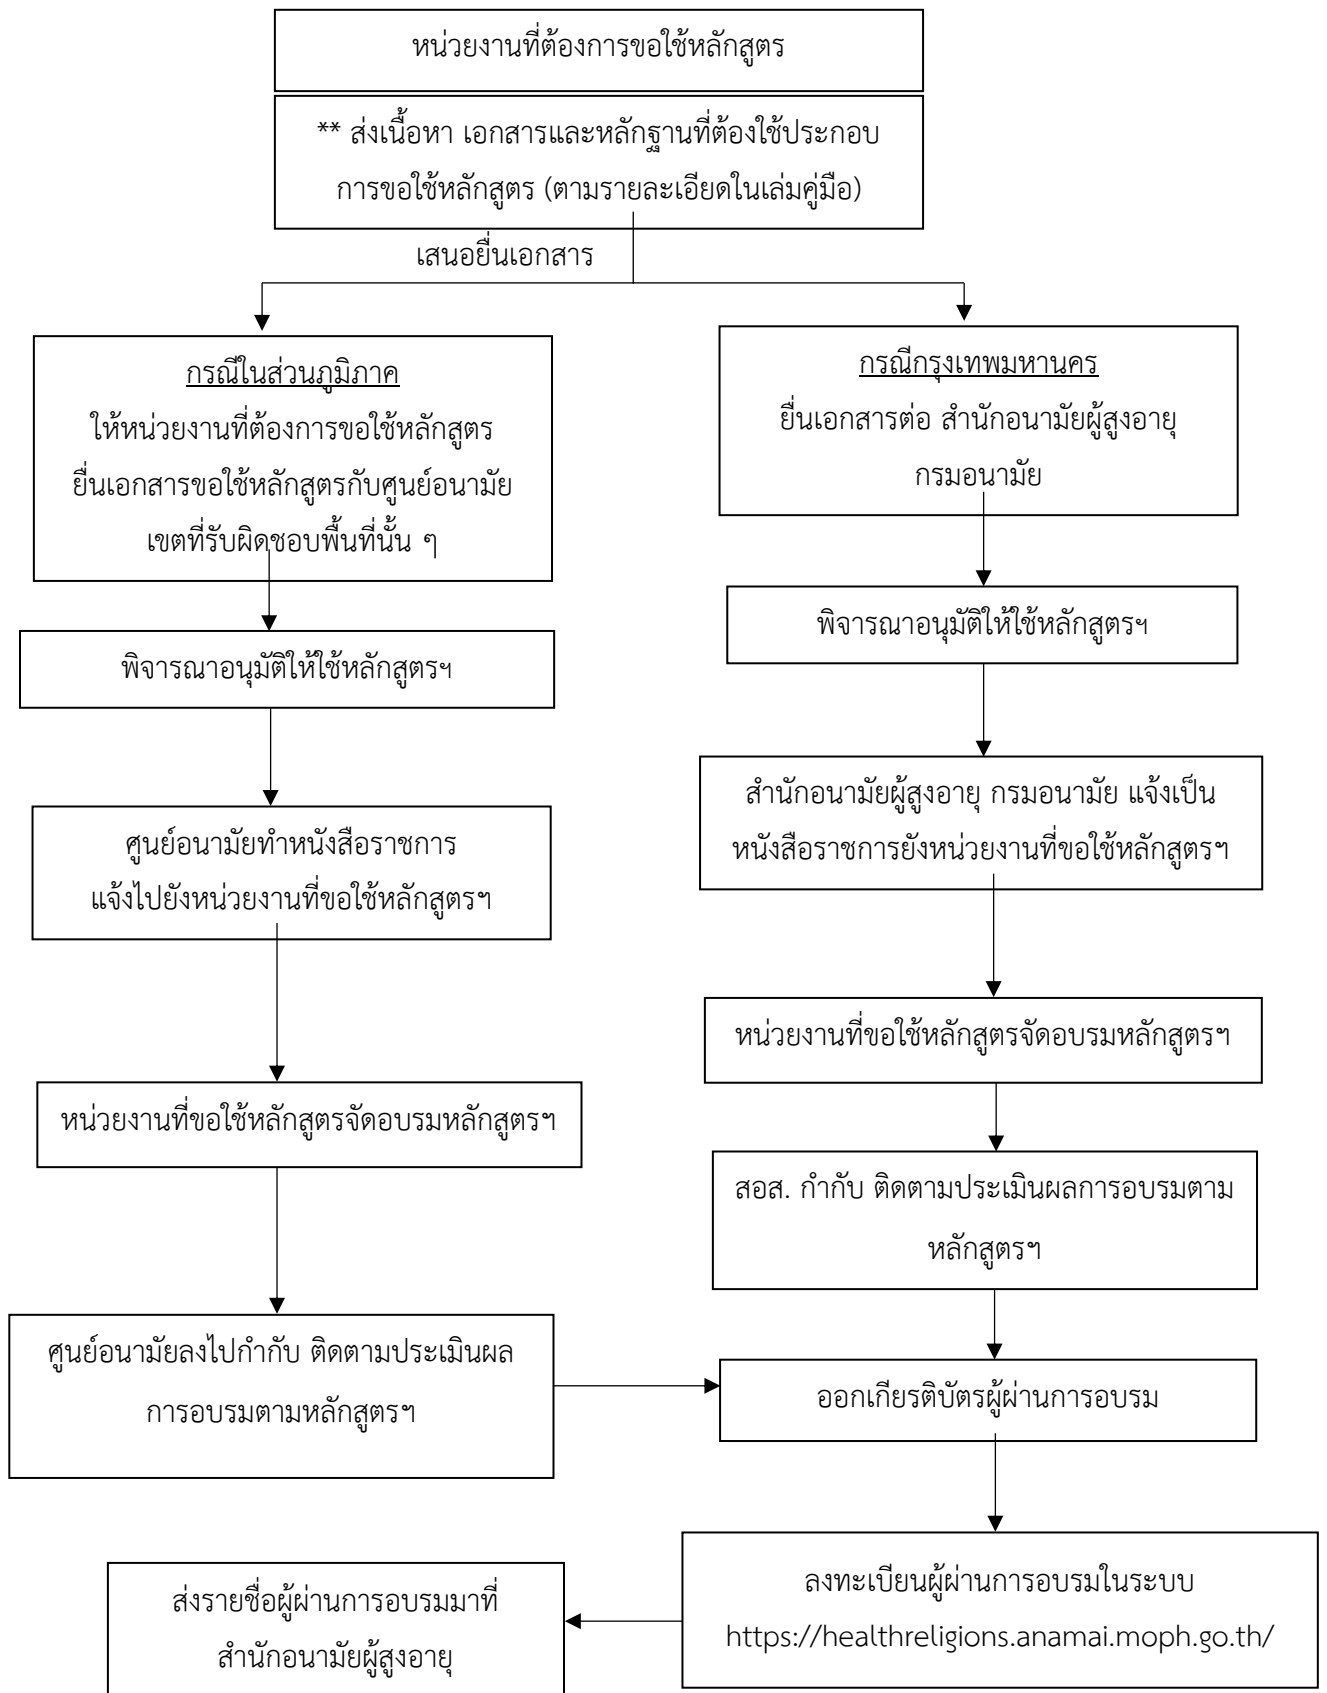 หน่วยงานที่ต้องการขอใช้หลักสูตร
** ส่งเนื้อหา เอกสารและหลักฐานที่ต้องใช้ประกอบ
การขอใช้หลักสูตร (ตามรายละเอียดในเล่มคู่มือ)
เสนอยื่นเอกสาร
กรณีในส่วนภูมิภาค
ให้หน่วยงานที่ต้องการขอใช้หลักสูตร
ยื่นเอกสารขอใช้หลักสูตรกับศูนย์อนามัย
เขตที่รับผิดชอบพื้นที่นั้น ๆ
กรณีกรุงเทพมหานคร
ยื่นเอกสารต่อ สำนักอนามัยผู้สูงอายุ
กรมอนามัย
พิจารณาอนุมัติให้ใช้หลักสูตรฯ
พิจารณาอนุมัติให้ใช้หลักสูตรฯ
ศูนย์อนามัยทำหนังสือราชการ
แจ้งไปยังหน่วยงานที่ขอใช้หลักสูตรฯ
สำนักอนามัยผู้สูงอายุ กรมอนามัย แจ้งเป็น
หนังสือราชการยังหน่วยงานที่ขอใช้หลักสูตรฯ
หน่วยงานที่ขอใช้หลักสูตรจัดอบรมหลักสูตรฯ
หน่วยงานที่ขอใช้หลักสูตรจัดอบรมหลักสูตรฯ
สอส. กำกับ ติดตามประเมินผลการอบรมตาม
หลักสูตรฯ
ศูนย์อนามัยลงไปกำกับ ติดตามประเมินผล
การอบรมตามหลักสูตรฯ
ออกเกียรติบัตรผู้ผ่านการอบรม
ลงทะเบียนผู้ผ่านการอบรมในระบบ
https://healthreligions.anamai.moph.go.th/
ส่งรายชื่อผู้ผ่านการอบรมมาที่
สำนักอนามัยผู้สูงอายุ